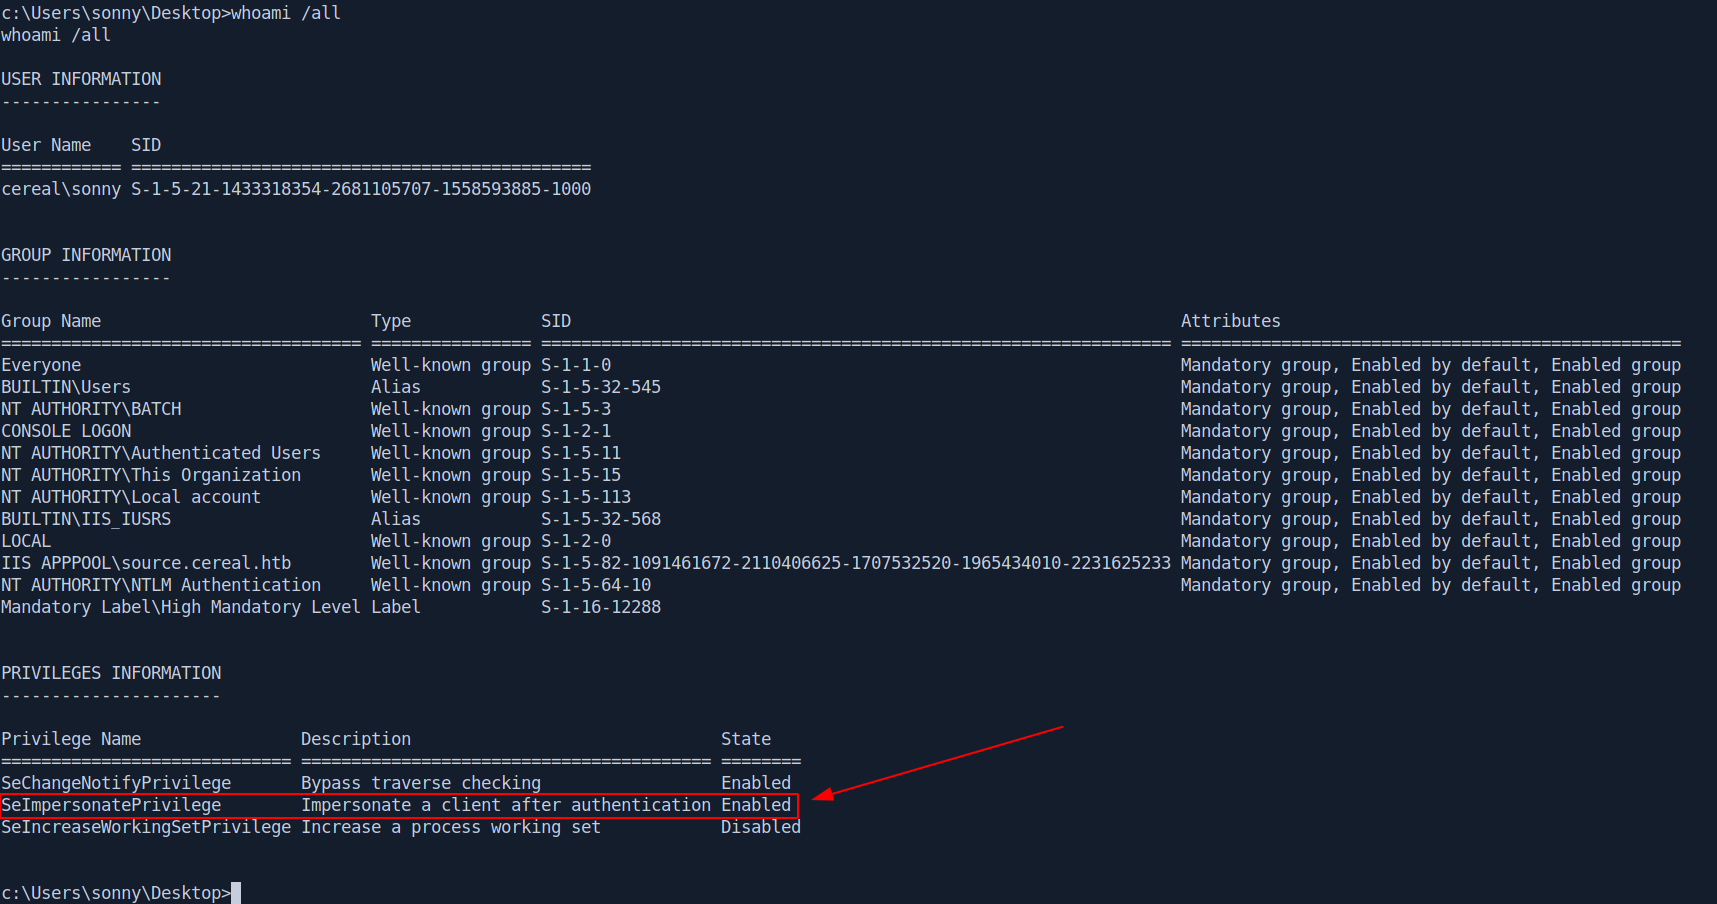 c:\Users\sonny\Desktop>whoami /all
whoami /all
USER INFORMATION
----------------
User Name    SID
============ ==============================================
cereal\sonny S-1-5-21-1433318354-2681105707-1558593885-1000
GROUP INFORMATION
-----------------
Group Name                           Type             SID                                                             Attributes
==================================== ================ =============================================================== ==================================================
Everyone                             Well-known group S-1-1-0                                                         Mandatory group, Enabled by default, Enabled group
BUILTIN\Users                        Alias            S-1-5-32-545                                                    Mandatory group, Enabled by default, Enabled group
NT AUTHORITY\BATCH                   Well-known group S-1-5-3                                                         Mandatory group, Enabled by default, Enabled group
CONSOLE LOGON                        Well-known group S-1-2-1                                                         Mandatory group, Enabled by default, Enabled group
NT AUTHORITY\Authenticated Users     Well-known group S-1-5-11                                                        Mandatory group, Enabled by default, Enabled group
NT AUTHORITY\This Organization       Well-known group S-1-5-15                                                        Mandatory group, Enabled by default, Enabled group
NT AUTHORITY\Local account           Well-known group S-1-5-113                                                       Mandatory group, Enabled by default, Enabled group
BUILTIN\IIS_IUSRS                    Alias            S-1-5-32-568                                                    Mandatory group, Enabled by default, Enabled group
LOCAL                                Well-known group S-1-2-0                                                         Mandatory group, Enabled by default, Enabled group
IIS APPPOOL\source.cereal.htb        Well-known group S-1-5-82-1091461672-2110406625-1707532520-1965434010-2231625233 Mandatory group, Enabled by default, Enabled group
NT AUTHORITY\NTLM Authentication     Well-known group S-1-5-64-10                                                     Mandatory group, Enabled by default, Enabled group
Mandatory Label\High Mandatory Level Label            S-1-16-12288
PRIVILEGES INFORMATION
----------------------
Privilege Name                Description                               State
============================= ========================================= ========
SeChangeNotifyPrivilege       Bypass traverse checking                  Enabled
SeImpersonatePrivilege        Impersonate a client after authentication Enabled
SeIncreaseWorkingSetPrivilege Increase a process working set            Disabled
c:\Users\sonny\Desktop>